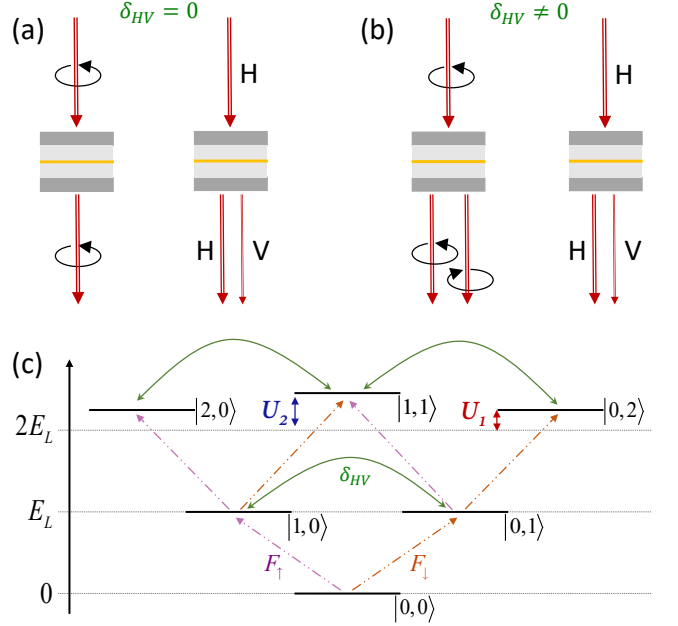 (a) δ_HV = 0
H
H V
(b) δ_HV ≠ 0
H
H V
(c)
|2,0⟩ U_2 |1,1⟩ U_1 |0,2⟩
2E_L
δ_HV
E_L |1,0⟩ |0,1⟩
F_↑ F_↓
0 |0,0⟩